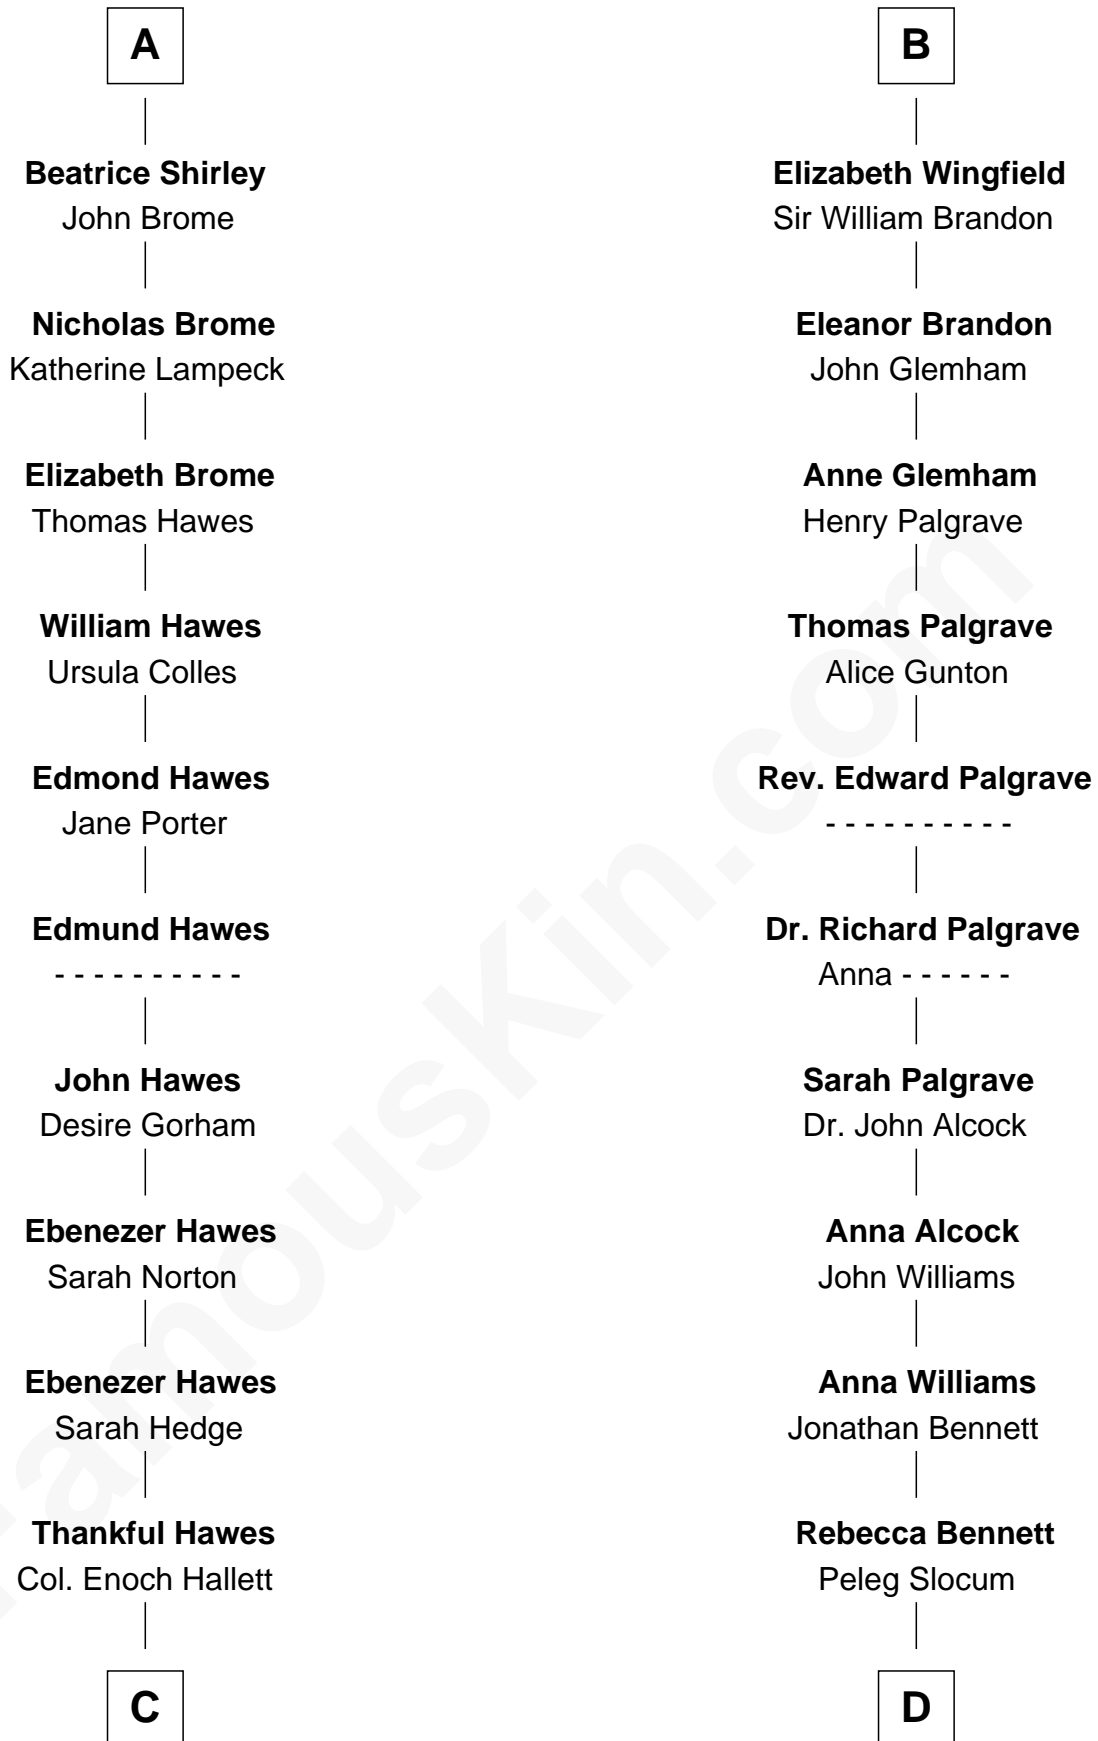 A
Beatrice Shirley
John Brome
Nicholas Brome
Katherine Lampeck
Elizabeth Brome
Thomas Hawes
William Hawes
Ursula Colles
Edmond Hawes
Jane Porter
Edmund Hawes
- - - - - - - - - -
John Hawes
Desire Gorham
Ebenezer Hawes
Sarah Norton
Ebenezer Hawes
Sarah Hedge
Thankful Hawes
Col. Enoch Hallett
C
B
Elizabeth Wingfield
Sir William Brandon
Eleanor Brandon
John Glemham
Anne Glemham
Henry Palgrave
Thomas Palgrave
Alice Gunton
Rev. Edward Palgrave
- - - - - - - - - -
Dr. Richard Palgrave
Anna - - - - - -
Sarah Palgrave
Dr. John Alcock
Anna Alcock
John Williams
Anna Williams
Jonathan Bennett
Rebecca Bennett
Peleg Slocum
D
FamousKin.com